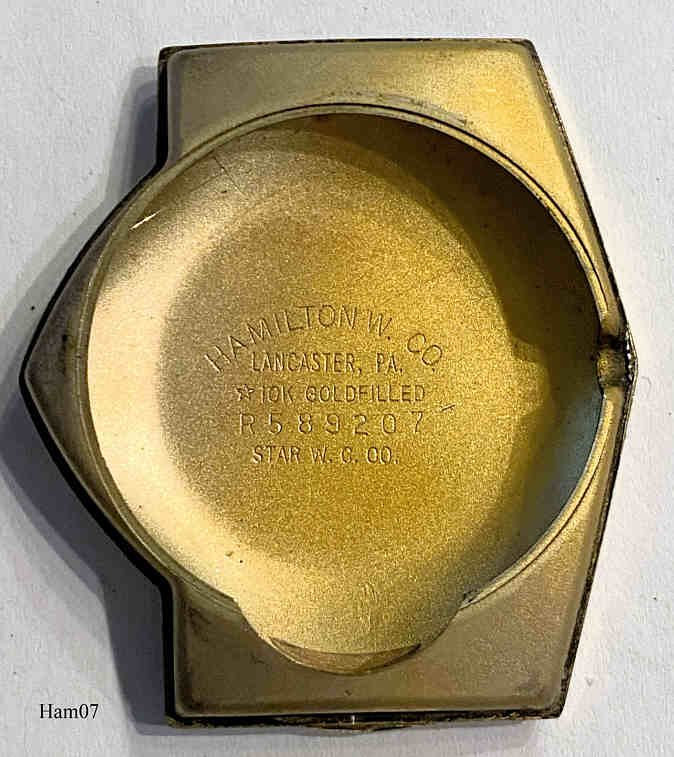 HAMILTON W. CO.
LANCASTER, PA.
☆10K GOLDFILLED
R589207
STAR W. C. CO.
Ham07